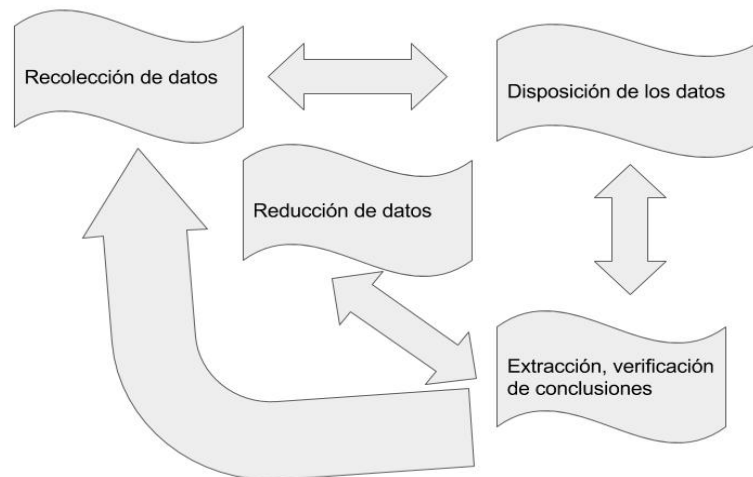 Recolección de datos
Disposición de los datos
Reducción de datos
Extracción, verificación
de conclusiones